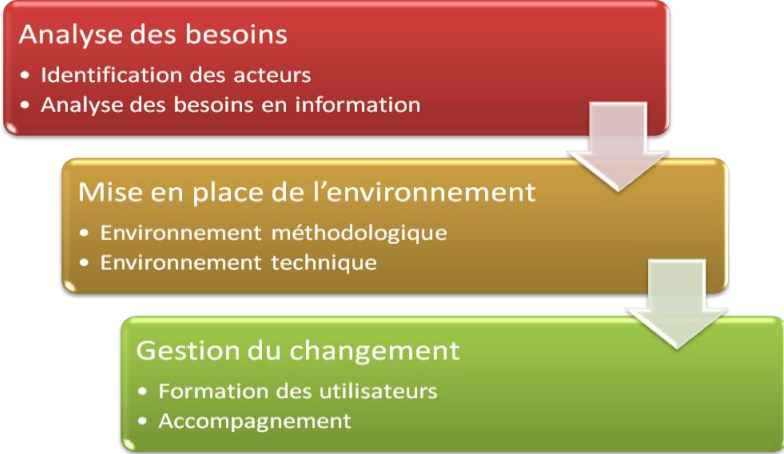 Analyse des besoins
• Identification des acteurs
• Analyse des besoins en information
Mise en place de l’environnement
• Environnement méthodologique
• Environnement technique
Gestion du changement
• Formation des utilisateurs
• Accompagnement